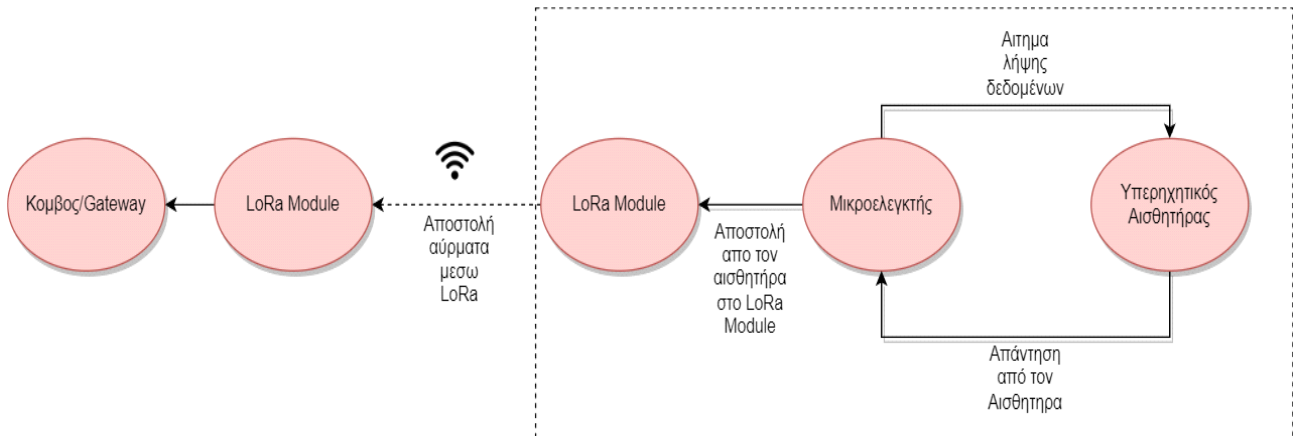 Αιτημα
λήψης
δεδομένων
Κομβος/Gateway
LoRa Module
Αποστολή
αύρματα
μεσω
LoRa
LoRa Module
Αποστολή
απο τον
αισθητήρα
στο LoRa
Module
Μικροελεγκτής
Υπερηχητικός
Αισθητήρας
Απάντηση
από τον
Αισθητηρα